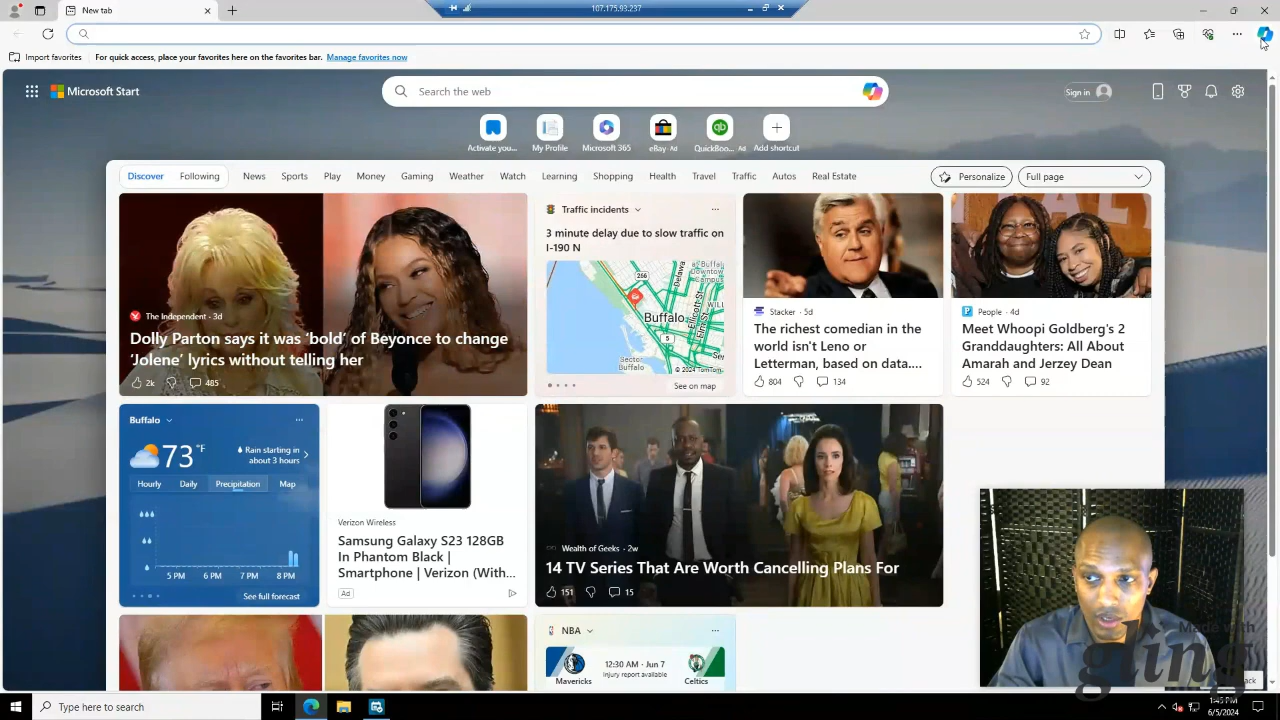 New tab
107.175.93.237
Import favorites
For quick access, place your favorites here on the favorites bar. Manage favorites now
Microsoft Start
Search the web
Sign in
Activate you...
My Profile
Microsoft 365
eBay · Ad
QuickBoo... Ad
Add shortcut
Discover
Following
News
Sports
Play
Money
Gaming
Weather
Watch
Learning
Shopping
Health
Travel
Traffic
Autos
Real Estate
Personalize
Full page
The Independent · 3d
Dolly Parton says it was ‘bold’ of Beyonce to change
‘Jolene’ lyrics without telling her
2k
485
Traffic incidents
3 minute delay due to slow traffic on
I-190 N
266
Buffalo
5
© 2024 TomTom
See on map
Stacker · 5d
The richest comedian in the
world isn't Leno or
Letterman, based on data....
804
134
People · 4d
Meet Whoopi Goldberg's 2
Granddaughters: All About
Amarah and Jerzey Dean
524
92
Buffalo
73 °F
Rain starting in
about 3 hours
Hourly
Daily
Precipitation
Map
5 PM
6 PM
7 PM
8 PM
See full forecast
Verizon Wireless
Samsung Galaxy S23 128GB
In Phantom Black |
Smartphone | Verizon (With...
Ad
Wealth of Geeks · 2w
14 TV Series That Are Worth Cancelling Plans For
151
15
NBA
12:30 AM · Jun 7
Injury report available
Mavericks
Celtics
Made with
gling
Type here to search
1:45 PM
6/5/2024